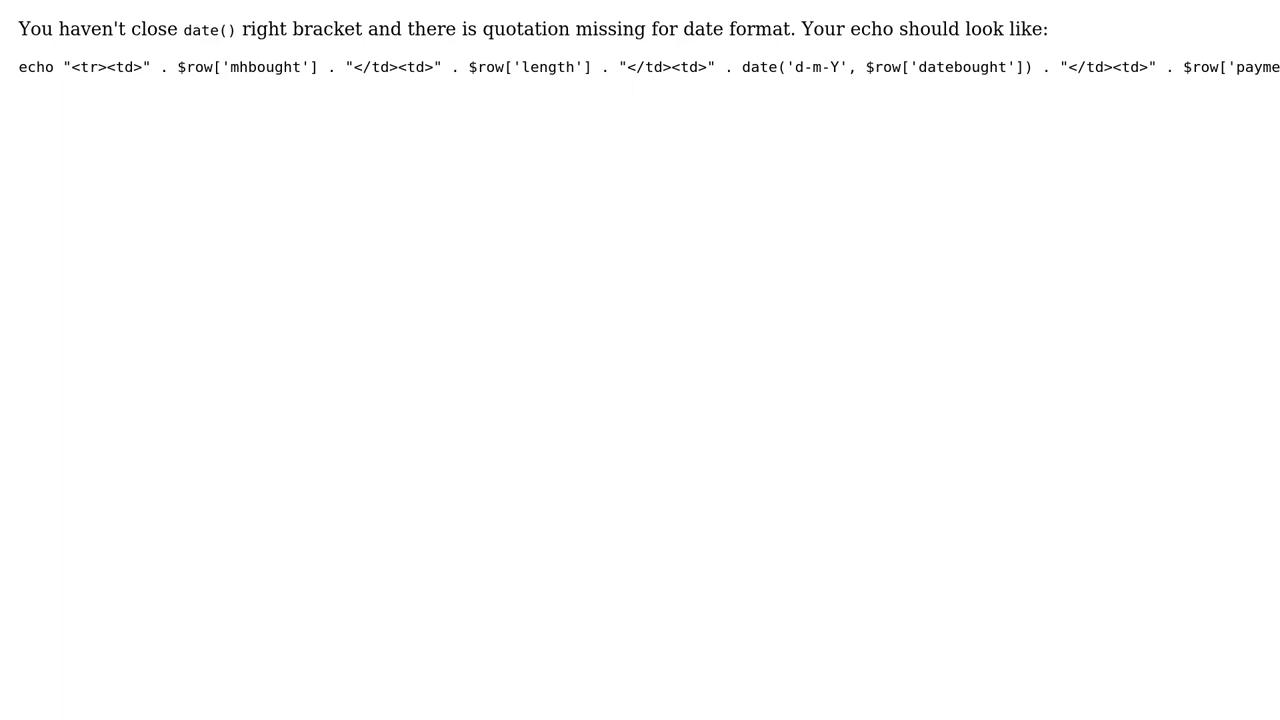 You haven't close date() right bracket and there is quotation missing for date format. Your echo should look like:
echo "<tr><td>" . $row['mhbought'] . "</td><td>" . $row['length'] . "</td><td>" . date('d-m-Y', $row['datebought']) . "</td><td>" . $row['payme